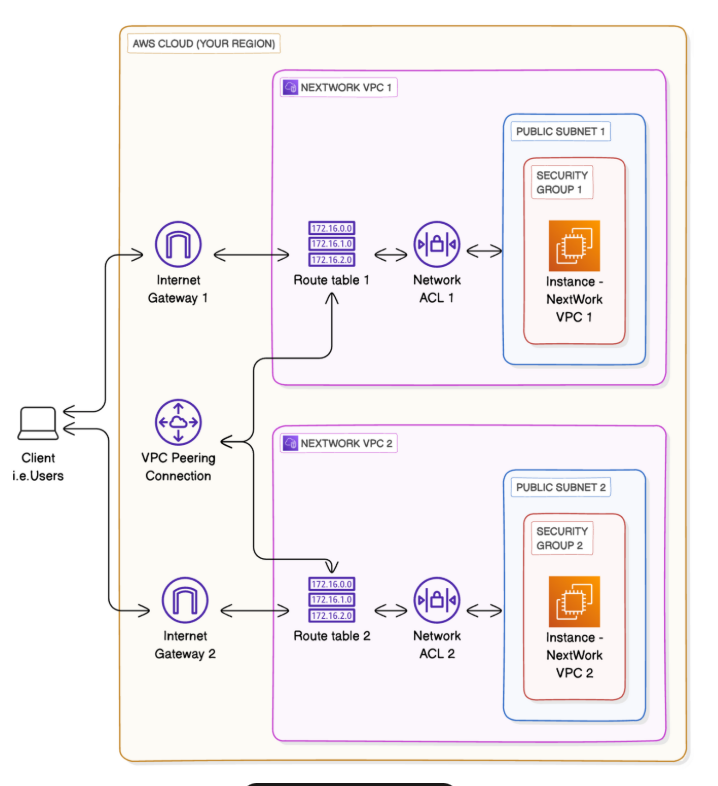 AWS CLOUD (YOUR REGION)
NEXTWORK VPC 1
PUBLIC SUBNET 1
SECURITY
GROUP 1
172.16.0.0
172.16.1.0
172.16.2.0
Internet
Gateway 1
Route table 1
Network
ACL 1
Instance -
NextWork
VPC 1
Client
i.e.Users
VPC Peering
Connection
NEXTWORK VPC 2
PUBLIC SUBNET 2
SECURITY
GROUP 2
172.16.0.0
172.16.1.0
172.16.2.0
Internet
Gateway 2
Route table 2
Network
ACL 2
Instance -
NextWork
VPC 2